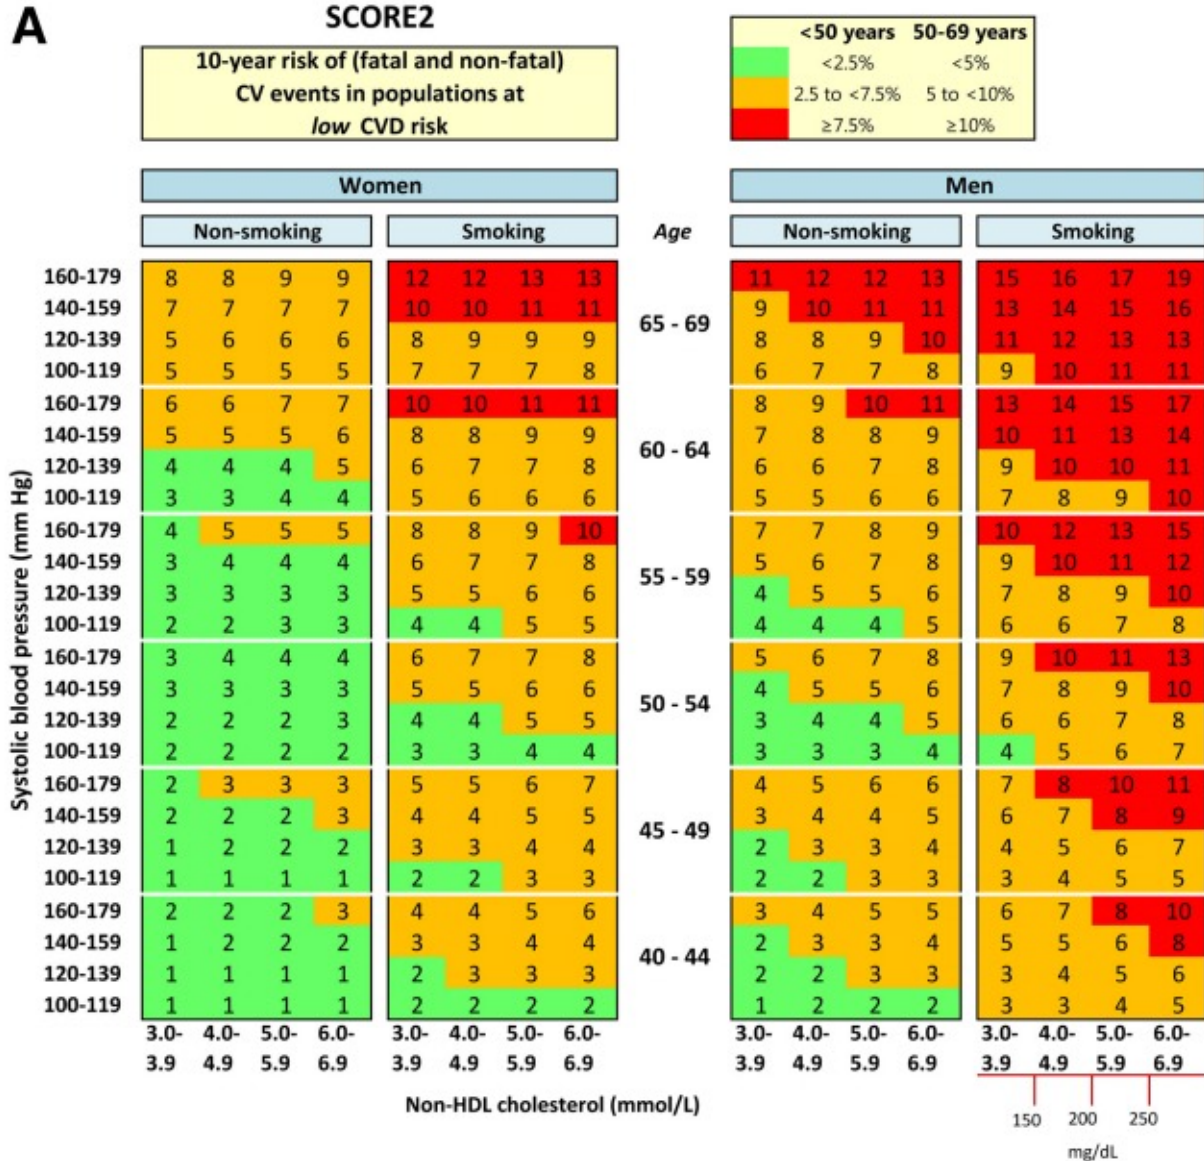 A
SCORE2
10-year risk of (fatal and non-fatal)
CV events in populations at
low CVD risk
<50 years 50-69 years
<2.5% <5%
2.5 to <7.5% 5 to <10%
≥7.5% ≥10%
Women Men
Non-smoking Smoking Age Non-smoking Smoking
Systolic blood pressure (mm Hg)
160-179 8 8 9 9 12 12 13 13 11 12 12 13 15 16 17 19
140-159 7 7 7 7 10 10 11 11 9 10 11 11 13 14 15 16
65 - 69
120-139 5 6 6 6 8 9 9 9 8 8 9 10 11 12 13 13
100-119 5 5 5 5 7 7 7 8 6 7 7 8 9 10 11 11
160-179 6 6 7 7 10 10 11 11 8 9 10 11 13 14 15 17
140-159 5 5 5 6 8 8 9 9 7 8 8 9 10 11 13 14
60 - 64
120-139 4 4 4 5 6 7 7 8 6 6 7 8 9 10 10 11
100-119 3 3 4 4 5 6 6 6 5 5 6 6 7 8 9 10
160-179 4 5 5 5 8 8 9 10 7 7 8 9 10 12 13 15
140-159 3 4 4 4 6 7 7 8 5 6 7 8 9 10 11 12
55 - 59
120-139 3 3 3 3 5 5 6 6 4 5 5 6 7 8 9 10
100-119 2 2 3 3 4 4 5 5 4 4 4 5 6 6 7 8
160-179 3 4 4 4 6 7 7 8 5 6 7 8 9 10 11 13
140-159 3 3 3 3 5 5 6 6 4 5 5 6 7 8 9 10
50 - 54
120-139 2 2 2 3 4 4 5 5 3 4 4 5 6 6 7 8
100-119 2 2 2 2 3 3 4 4 3 3 3 4 4 5 6 7
160-179 2 3 3 3 5 5 6 7 4 5 6 6 7 8 10 11
140-159 2 2 2 3 4 4 5 5 3 4 4 5 6 7 8 9
45 - 49
120-139 1 2 2 2 3 3 4 4 2 3 3 4 4 5 6 7
100-119 1 1 1 1 2 2 3 3 2 2 3 3 3 4 5 5
160-179 2 2 2 3 4 4 5 6 3 4 5 5 6 7 8 10
140-159 1 2 2 2 3 3 4 4 2 3 3 4 5 5 6 8
40 - 44
120-139 1 1 1 1 2 3 3 3 2 2 3 3 3 4 5 6
100-119 1 1 1 1 2 2 2 2 1 2 2 2 3 3 4 5
3.0- 4.0- 5.0- 6.0- 3.0- 4.0- 5.0- 6.0- 3.0- 4.0- 5.0- 6.0- 3.0- 4.0- 5.0- 6.0-
3.9 4.9 5.9 6.9 3.9 4.9 5.9 6.9 3.9 4.9 5.9 6.9 3.9 4.9 5.9 6.9
Non-HDL cholesterol (mmol/L)
150 200 250
mg/dL